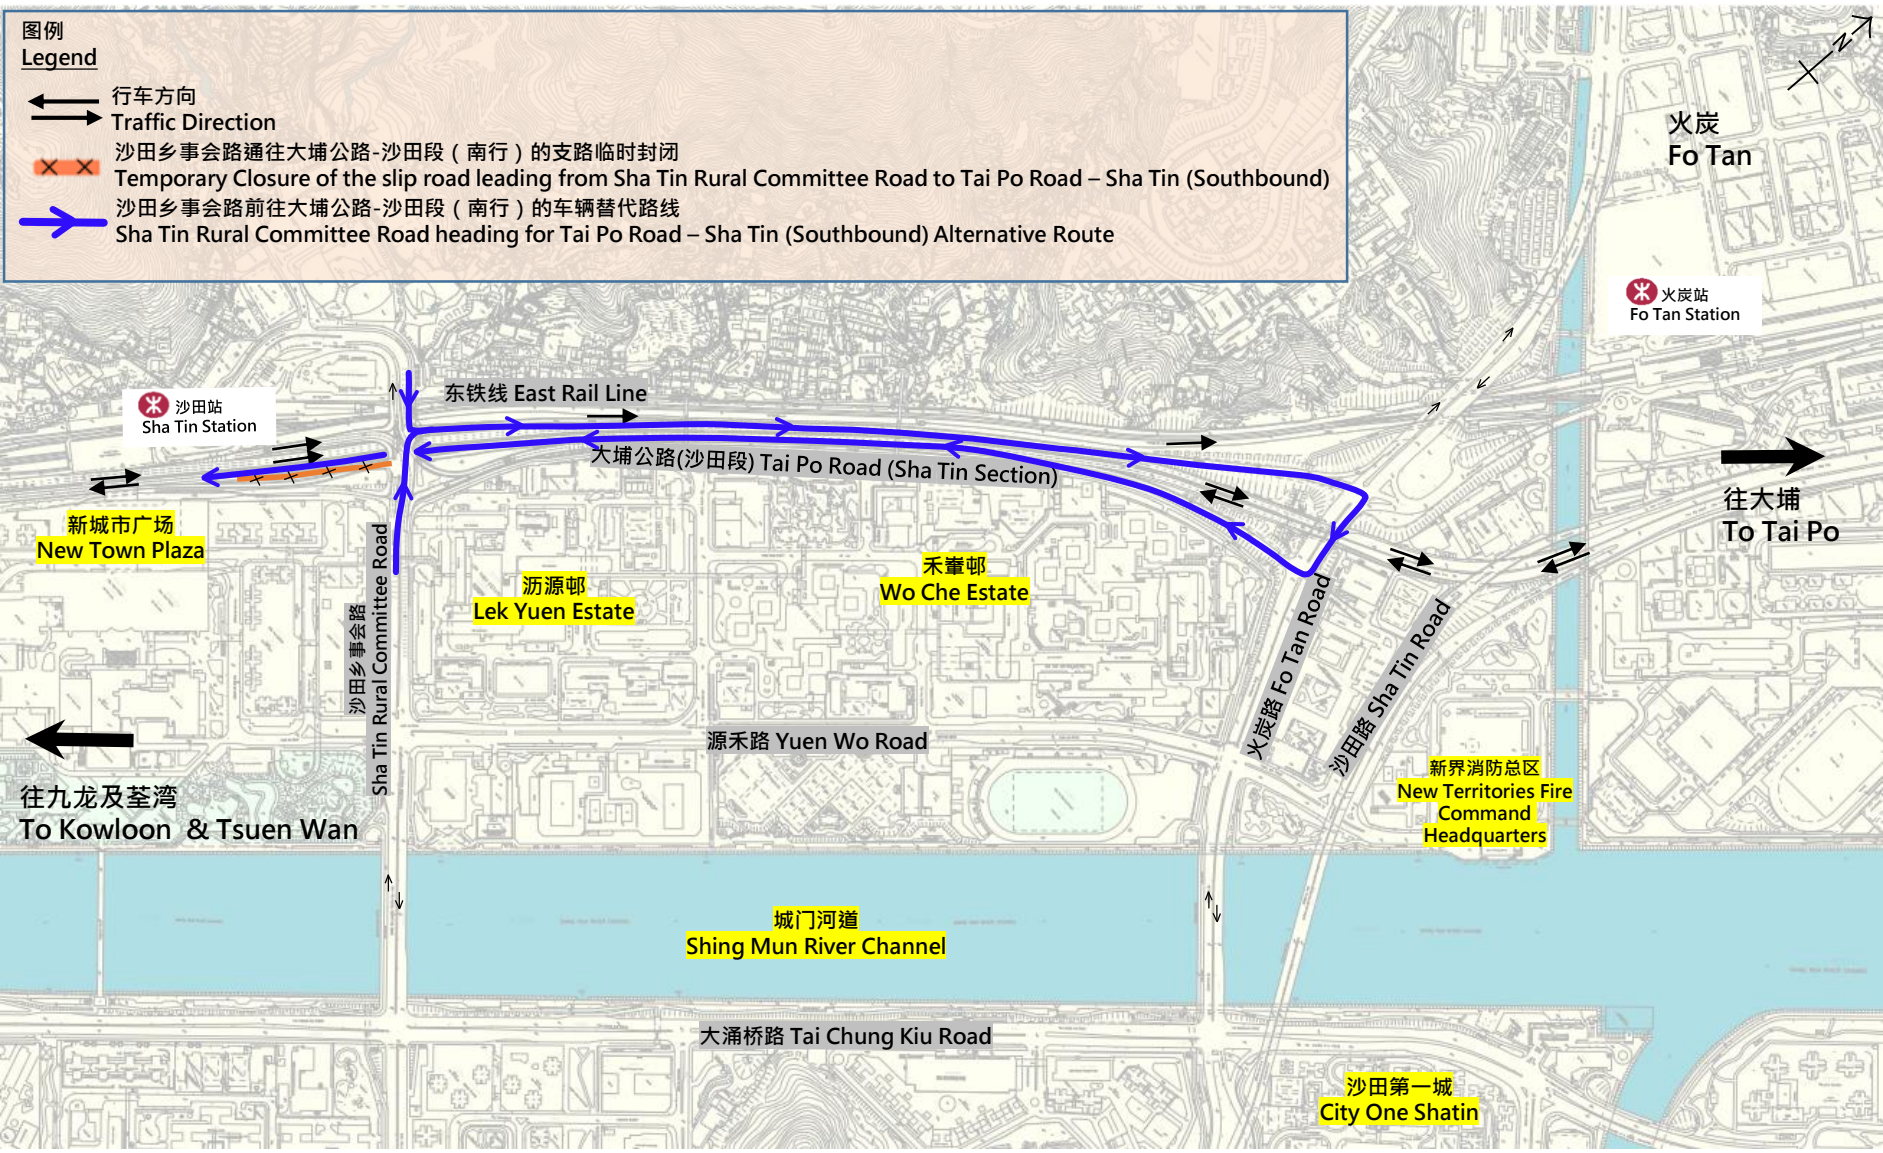 图例
Legend
行车方向
Traffic Direction
沙田乡事会路通往大埔公路-沙田段（南行）的支路临时封闭
Temporary Closure of the slip road leading from Sha Tin Rural Committee Road to Tai Po Road – Sha Tin (Southbound)
沙田乡事会路前往大埔公路-沙田段（南行）的车辆替代路线
Sha Tin Rural Committee Road heading for Tai Po Road – Sha Tin (Southbound) Alternative Route
N
火炭
Fo Tan
火炭站
Fo Tan Station
沙田站
Sha Tin Station
东铁线 East Rail Line
大埔公路(沙田段) Tai Po Road (Sha Tin Section)
往大埔
To Tai Po
新城市广场
New Town Plaza
沥源邨
Lek Yuen Estate
禾輋邨
Wo Che Estate
沙田乡事会路
Sha Tin Rural Committee Road
火炭路 Fo Tan Road
沙田路 Sha Tin Road
源禾路 Yuen Wo Road
往九龙及荃湾
To Kowloon & Tsuen Wan
新界消防总区
New Territories Fire
Command
Headquarters
城门河道
Shing Mun River Channel
大涌桥路 Tai Chung Kiu Road
沙田第一城
City One Shatin